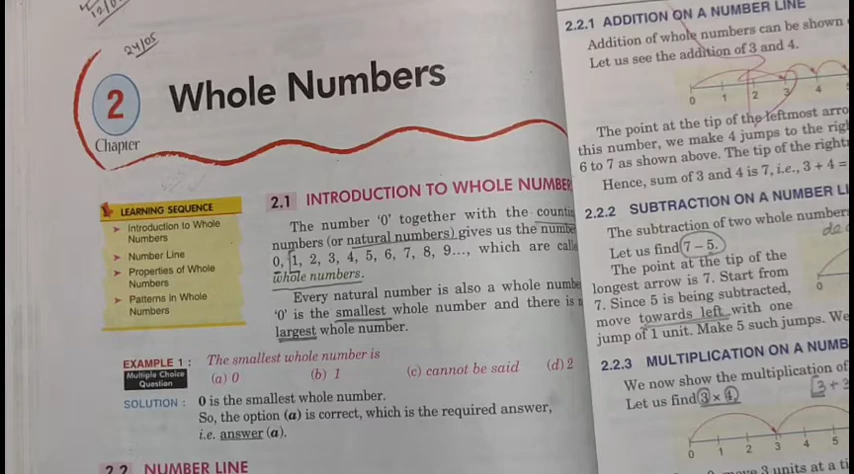 24/05
2
Chapter
Whole Numbers
LEARNING SEQUENCE
Introduction to Whole
Numbers
Number Line
Properties of Whole
Numbers
Patterns in Whole
Numbers
2.1 INTRODUCTION TO WHOLE NUMBER
The number '0' together with the counti
numbers (or natural numbers) gives us the numbe
0, 1, 2, 3, 4, 5, 6, 7, 8, 9..., which are calle
whole numbers.
Every natural number is also a whole numbe
'0' is the smallest whole number and there is
largest whole number.
EXAMPLE 1 : The smallest whole number is
Multiple Choice
Question
(a) 0 (b) 1 (c) cannot be said (d) 2
SOLUTION : 0 is the smallest whole number.
So, the option (a) is correct, which is the required answer,
i.e. answer (a).
2.2 NUMBER LINE
2.2.1 ADDITION ON A NUMBER LINE
Addition of whole numbers can be shown
Let us see the addition of 3 and 4.
0 1 2 3 4
The point at the tip of the leftmost arro
this number, we make 4 jumps to the rig
6 to 7 as shown above. The tip of the right
Hence, sum of 3 and 4 is 7, i.e., 3 + 4 =
2.2.2 SUBTRACTION ON A NUMBER LI
The subtraction of two whole number
Let us find 7 – 5.
The point at the tip of the
longest arrow is 7. Start from
7. Since 5 is being subtracted,
move towards left with one
jump of 1 unit. Make 5 such jumps. We
0
2.2.3 MULTIPLICATION ON A NUMB
We now show the multiplication of
Let us find 3 × 4
3 + 3
0 1 2 3 4 5
move 3 units at a ti